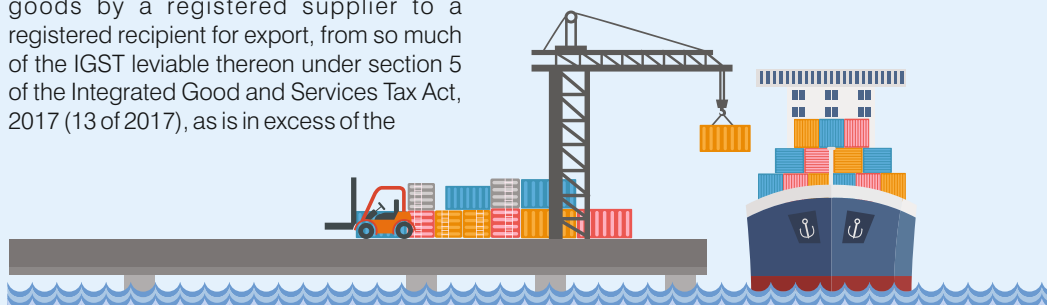 goods by a registered supplier to a
registered recipient for export, from so much
of the IGST leviable thereon under section 5
of the Integrated Good and Services Tax Act,
2017 (13 of 2017), as is in excess of the